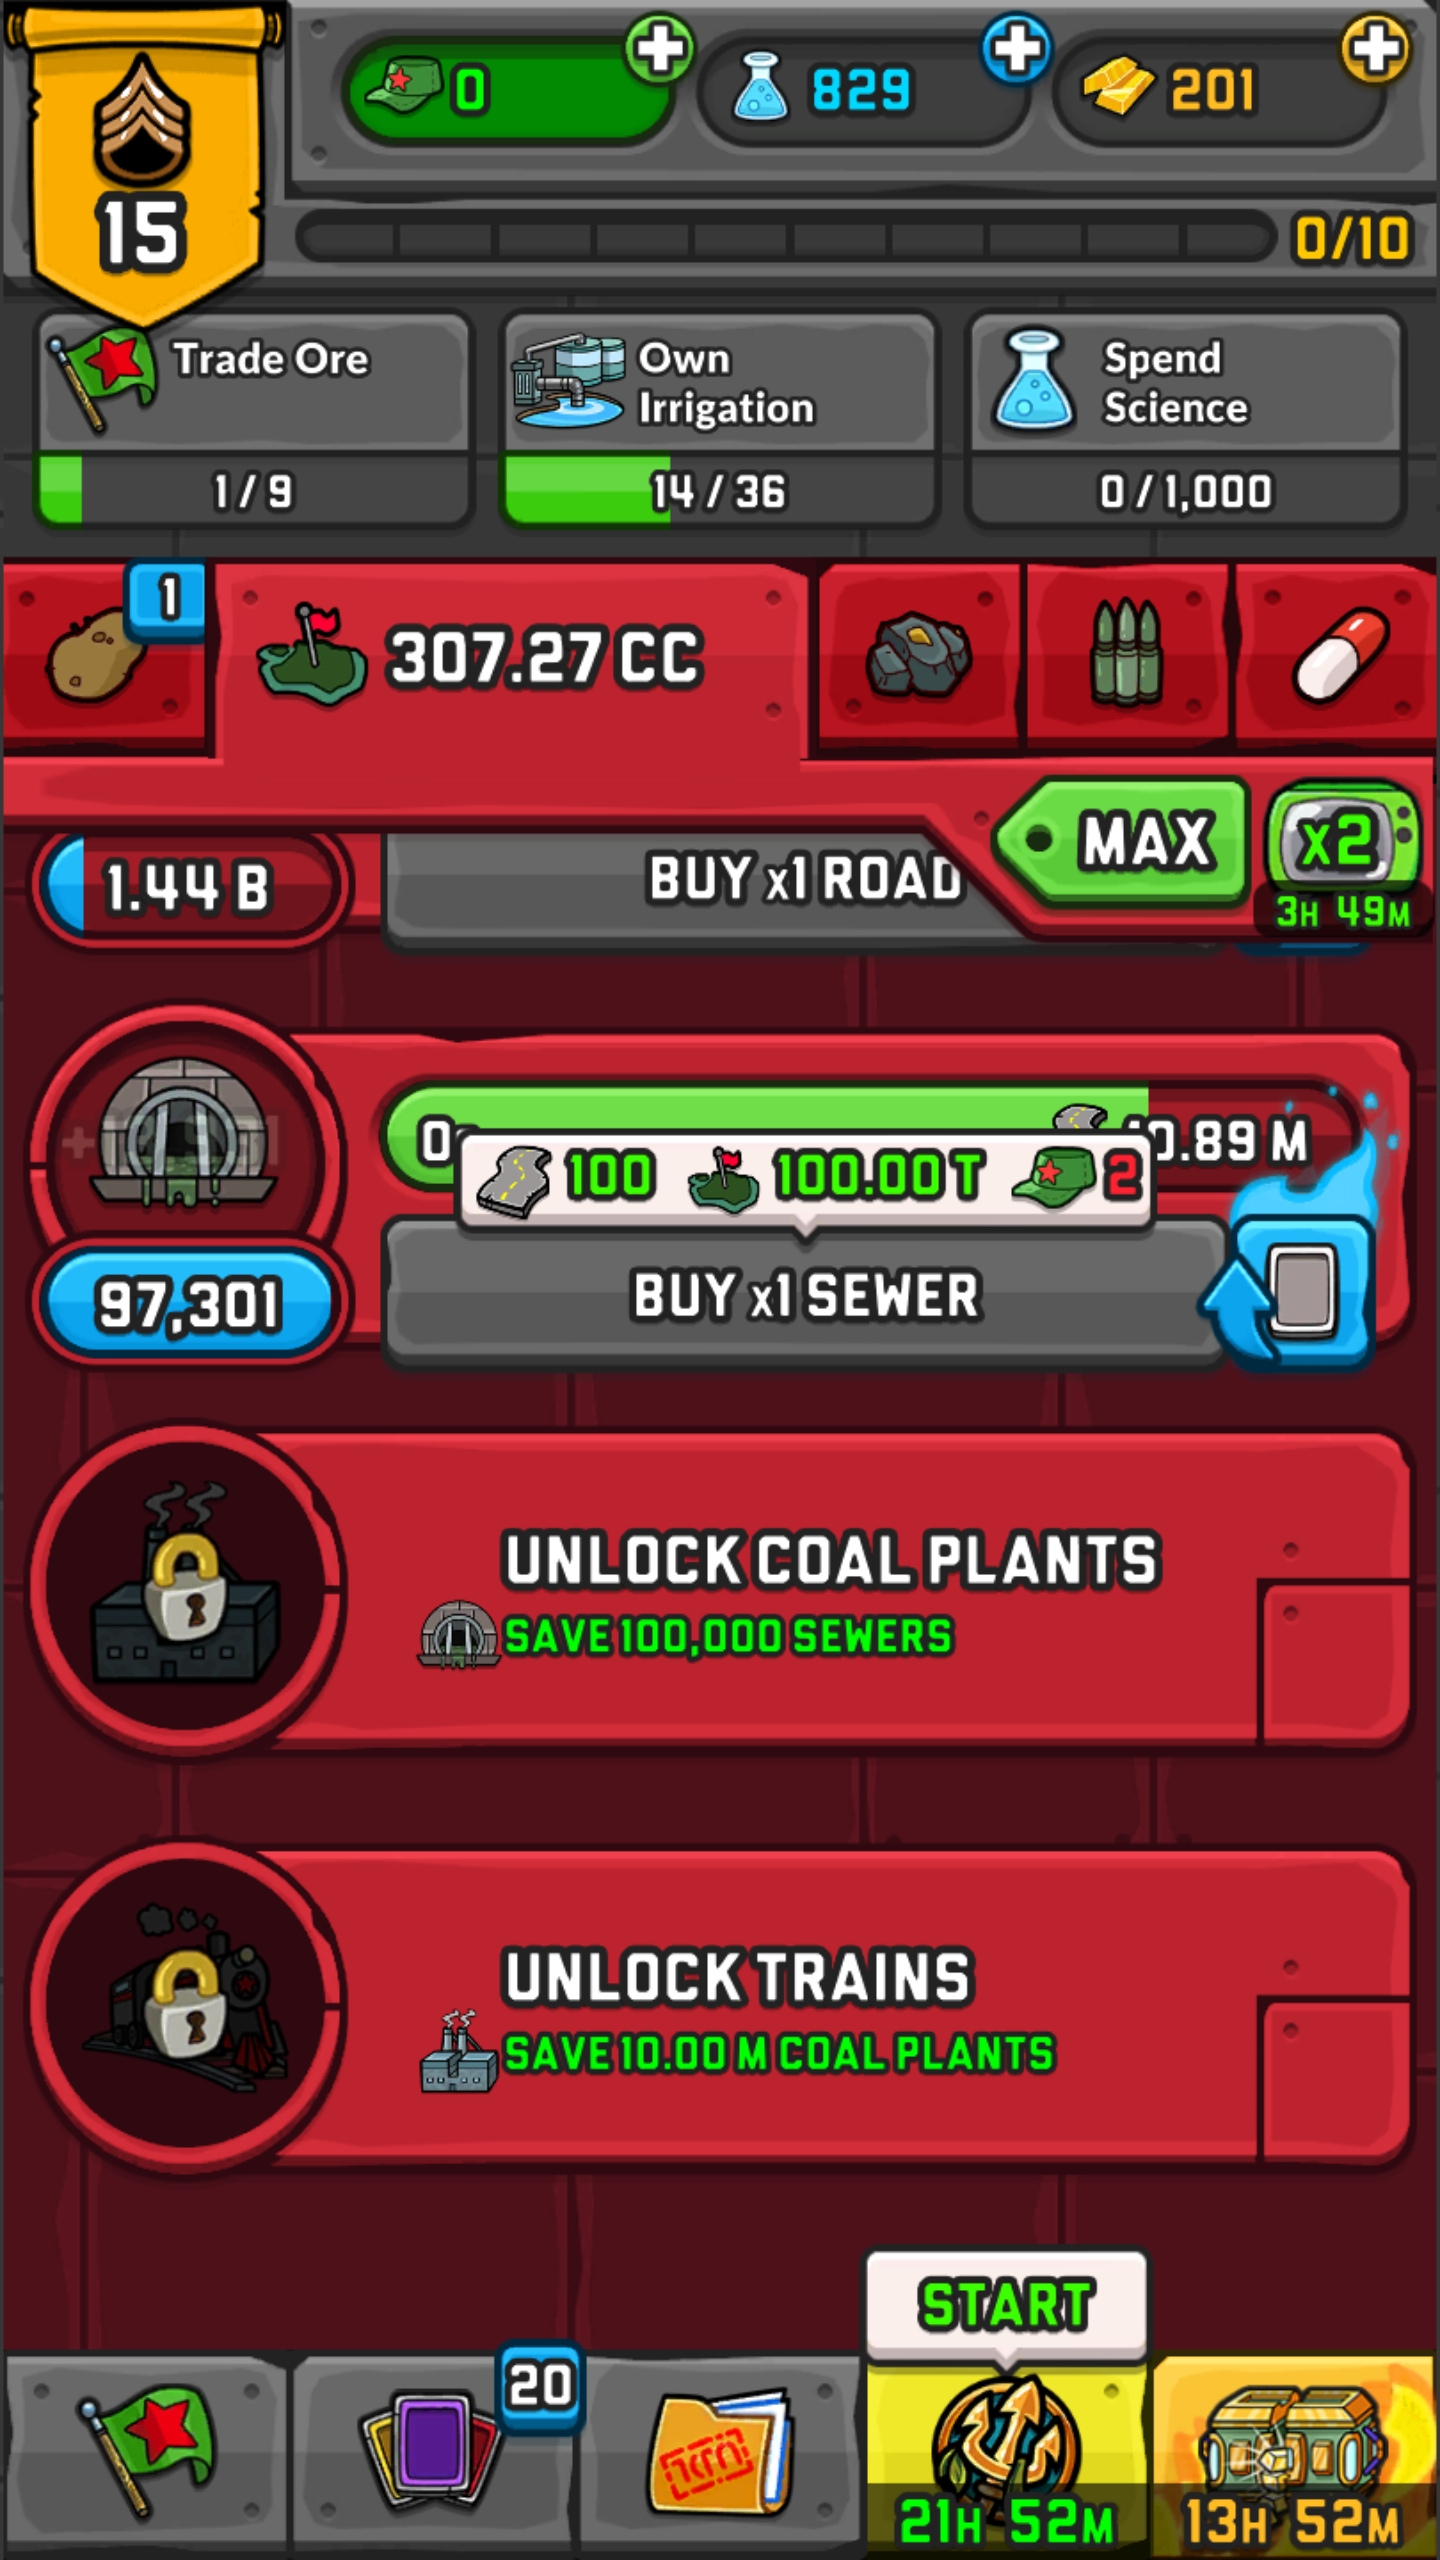 15
0
829
201
0/10
Trade Ore
1 / 9
Own
Irrigation
14 / 36
Spend
Science
0 / 1,000
1
307.27 CC
MAX
x2
3H 49M
1.44 B
BUY x1 ROAD
0.89 M
100
100.00 T
2
97,301
BUY x1 SEWER
UNLOCK COAL PLANTS
SAVE 100,000 SEWERS
UNLOCK TRAINS
SAVE 10.00 M COAL PLANTS
START
20
21H 52M
13H 52M